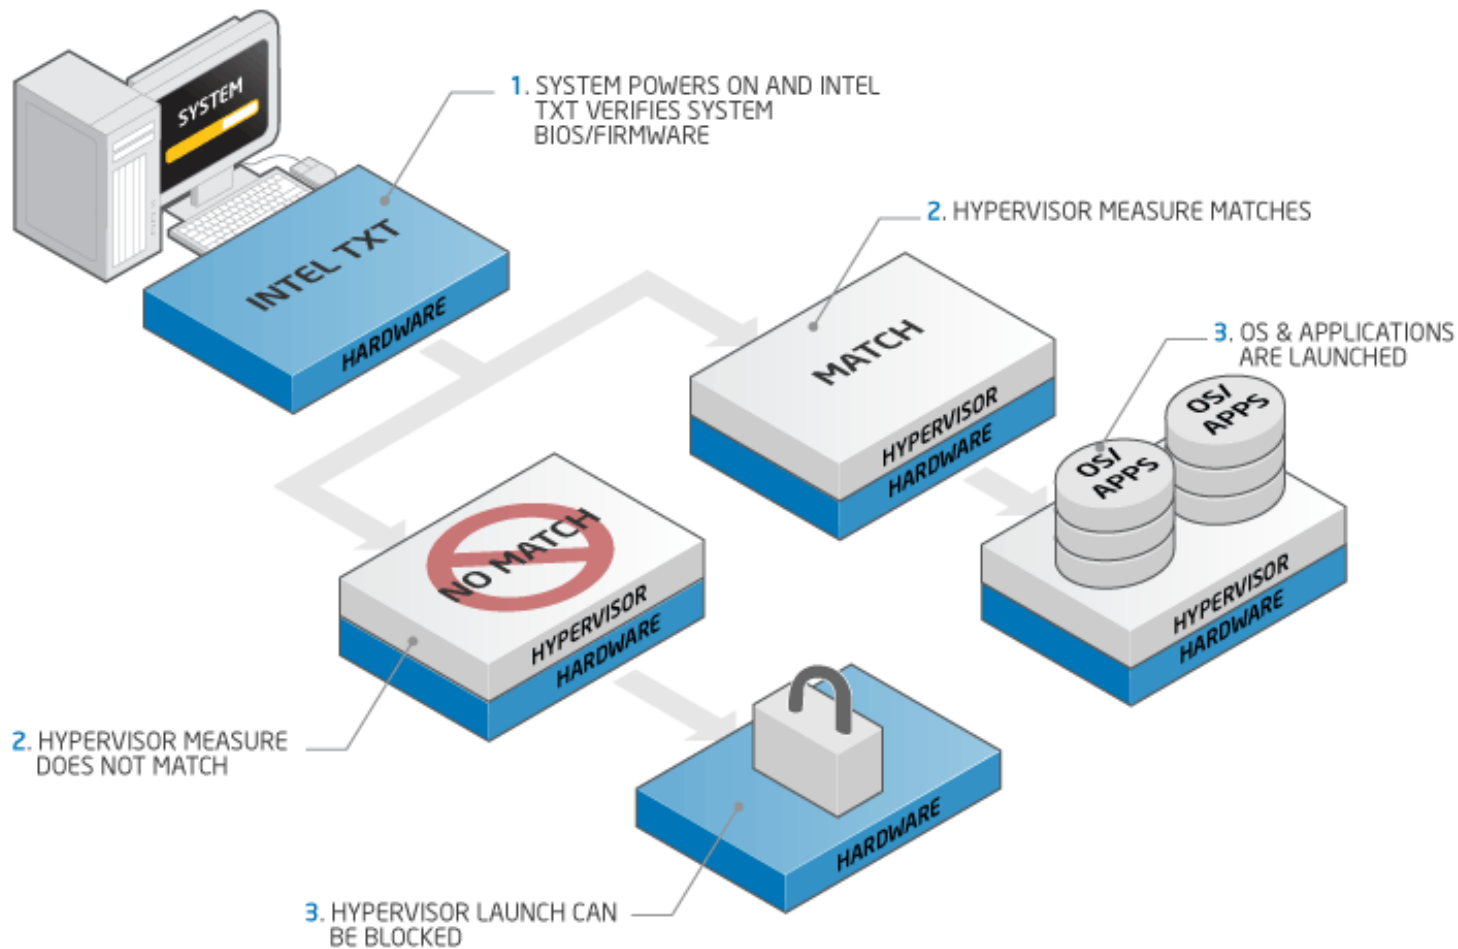 SYSTEM
1. SYSTEM POWERS ON AND INTEL
TXT VERIFIES SYSTEM
BIOS/FIRMWARE
INTEL TXT
HARDWARE
2. HYPERVISOR MEASURE MATCHES
MATCH
HYPERVISOR
HARDWARE
3. OS & APPLICATIONS
ARE LAUNCHED
OS/
APPS
OS/
APPS
HYPERVISOR
HARDWARE
NO MATCH
HYPERVISOR
HARDWARE
2. HYPERVISOR MEASURE
DOES NOT MATCH
HARDWARE
3. HYPERVISOR LAUNCH CAN
BE BLOCKED